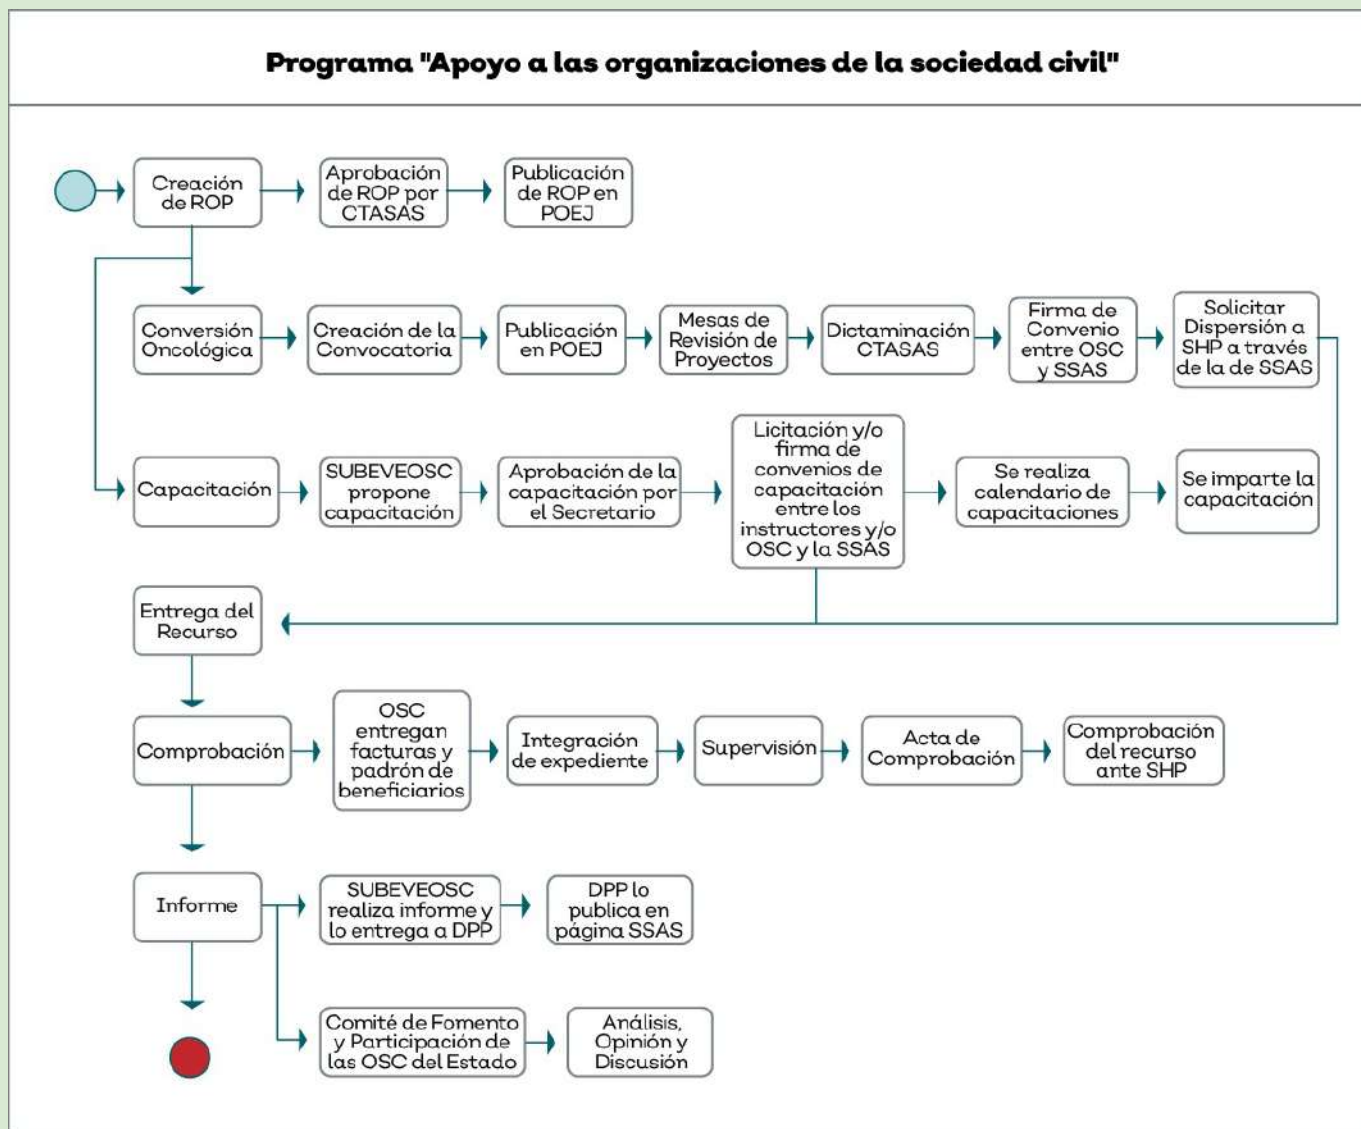 Programa "Apoyo a las organizaciones de la sociedad civil"
Creación
de ROP
Aprobación
de ROP por
CTASAS
Publicación
de ROP en
POEJ
Conversión
Oncológica
Creación de la
Convocatoria
Publicación
en POEJ
Mesas de
Revisión de
Proyectos
Dictaminación
CTASAS
Firma de
Convenio
entre OSC
y SSAS
Solicitar
Dispersión a
SHP a través
de la de SSAS
Capacitación
SUBEVEOSC
propone
capacitación
Aprobación de la
capacitación por
el Secretario
Licitación y/o
firma de
convenios de
capacitación
entre los
instructores y/o
OSC y la SSAS
Se realiza
calendario de
capacitaciones
Se imparte la
capacitación
Entrega del
Recurso
Comprobación
OSC
entregan
facturas y
padrón de
beneficiarios
Integración
de expediente
Supervisión
Acta de
Comprobación
Comprobación
del recurso
ante SHP
Informe
SUBEVEOSC
realiza informe y
lo entrega a DPP
DPP lo
publica en
página SSAS
Comité de Fomento
y Participación de
las OSC del Estado
Análisis,
Opinión y
Discusión